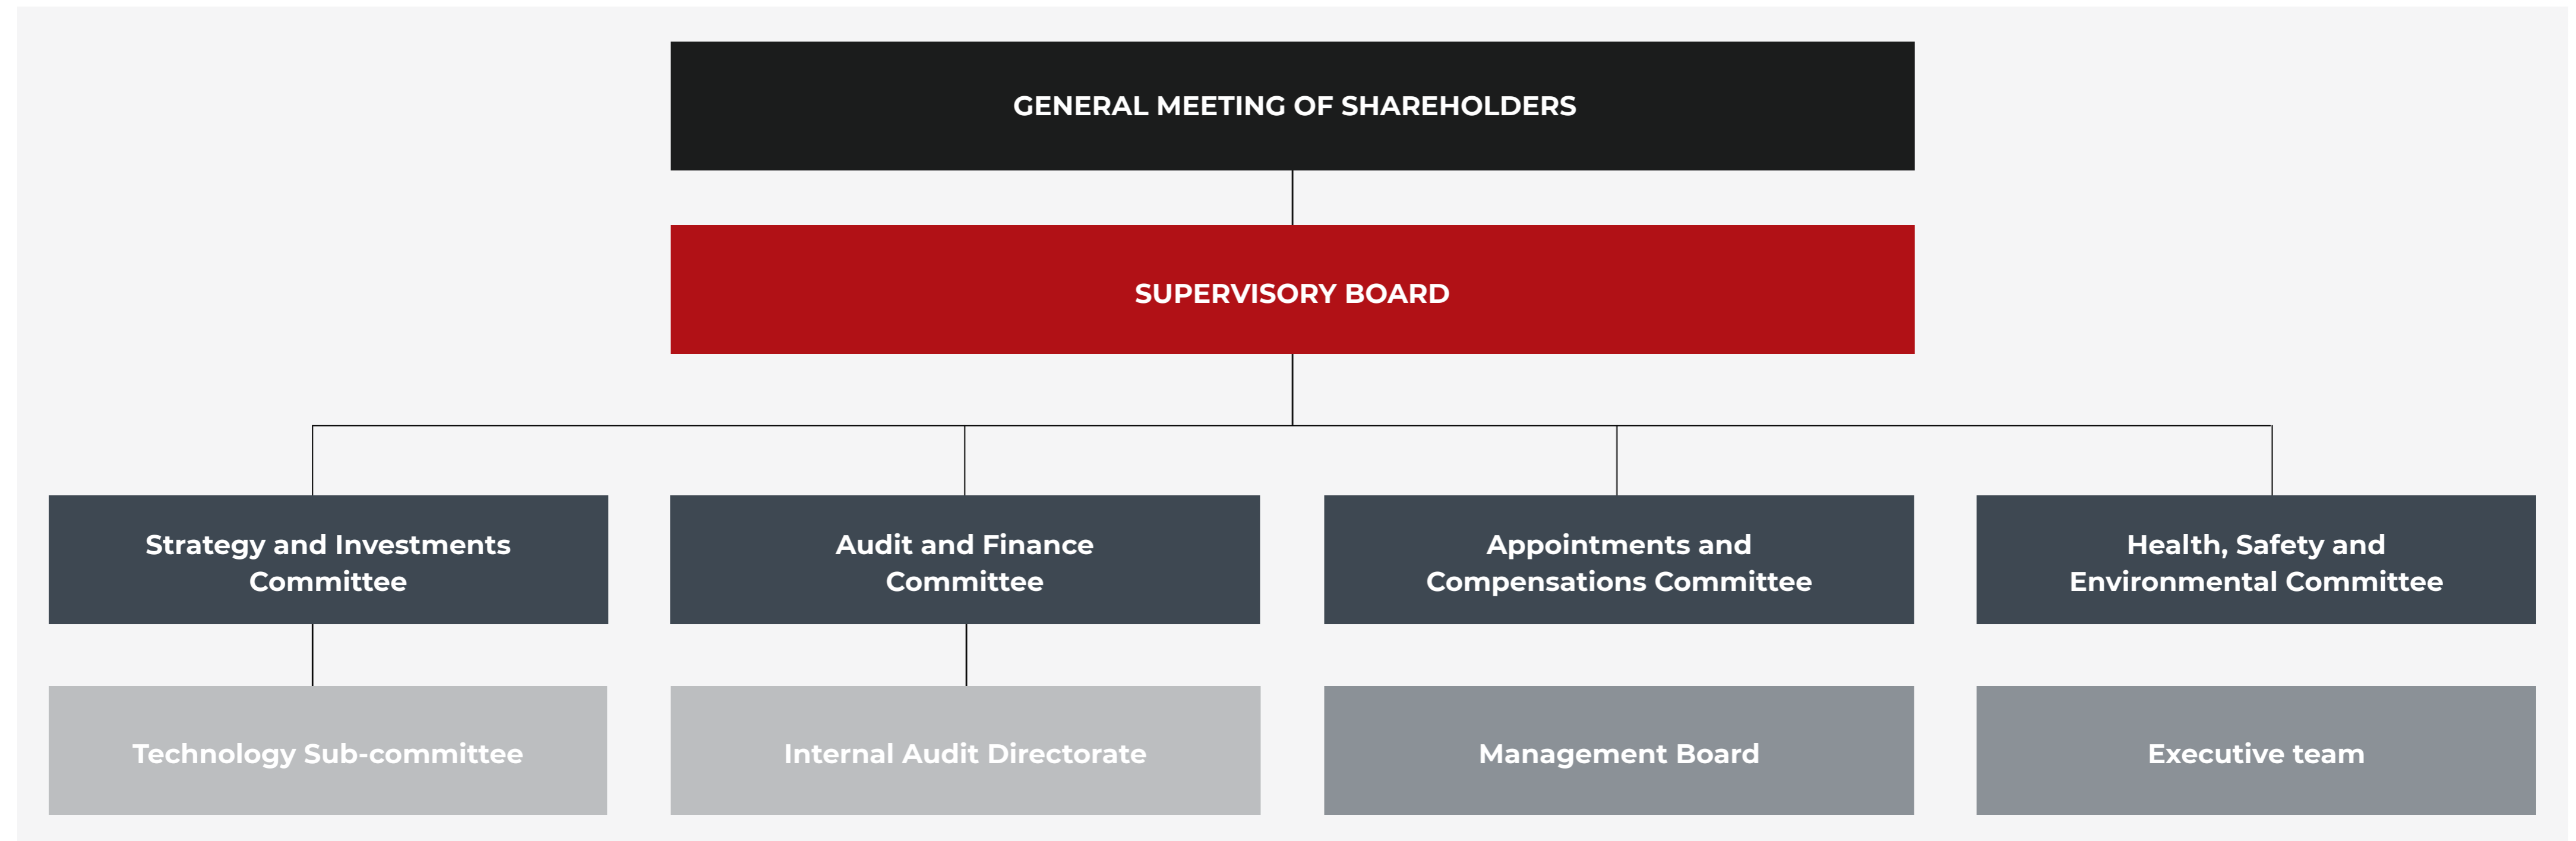 GENERAL MEETING OF SHAREHOLDERS
SUPERVISORY BOARD
Strategy and Investments
Committee
Audit and Finance
Committee
Appointments and
Compensations Committee
Health, Safety and
Environmental Committee
Technology Sub-committee
Internal Audit Directorate
Management Board
Executive team